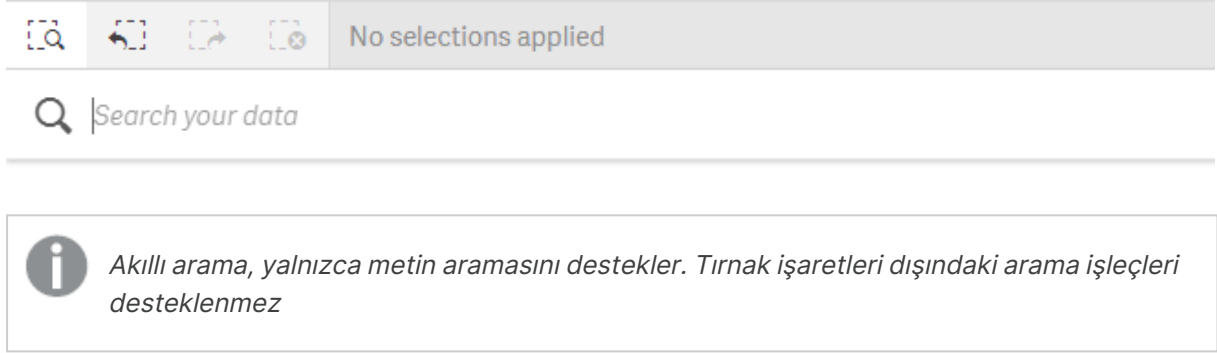 No selections applied
Search your data
Akıllı arama, yalnızca metin aramasını destekler. Tırnak işaretleri dışındaki arama işleçleri
desteklenmez